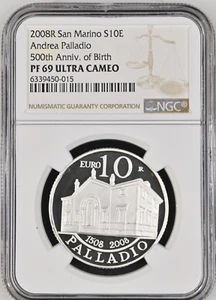 2008R San Marino S10E
Andrea Palladio
500th Anniv. of Birth
PF 69 ULTRA CAMEO
6339450-015
NUMISMATIC GUARANTY CORPORATION
NGC
EURO 10
R
1508 2008
PALLADIO